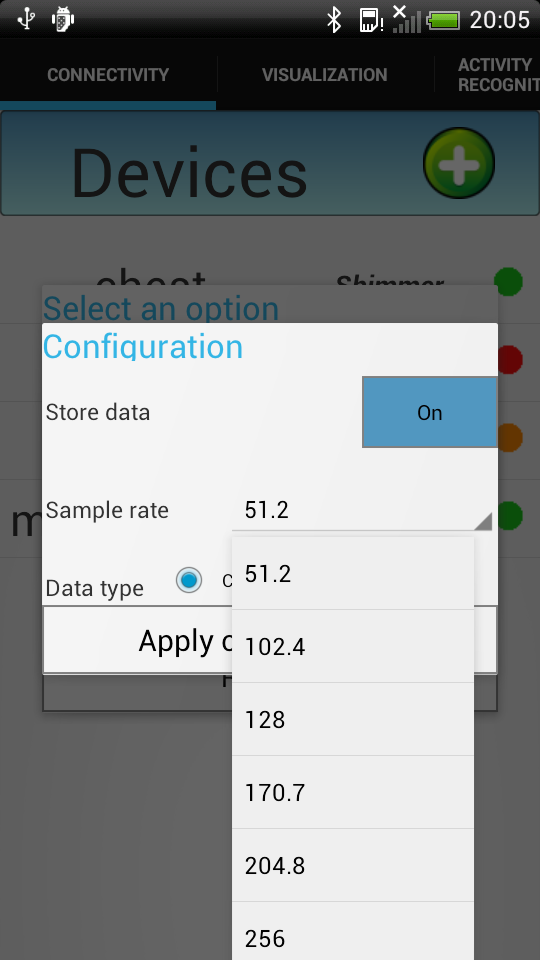 20:05
CONNECTIVITY
VISUALIZATION
ACTIVITY
RECOGNIT
Devices
chest
Shimmer
Select an option
Configuration
Store data
On
Sample rate
51.2
Data type
Apply
51.2
102.4
128
170.7
204.8
256